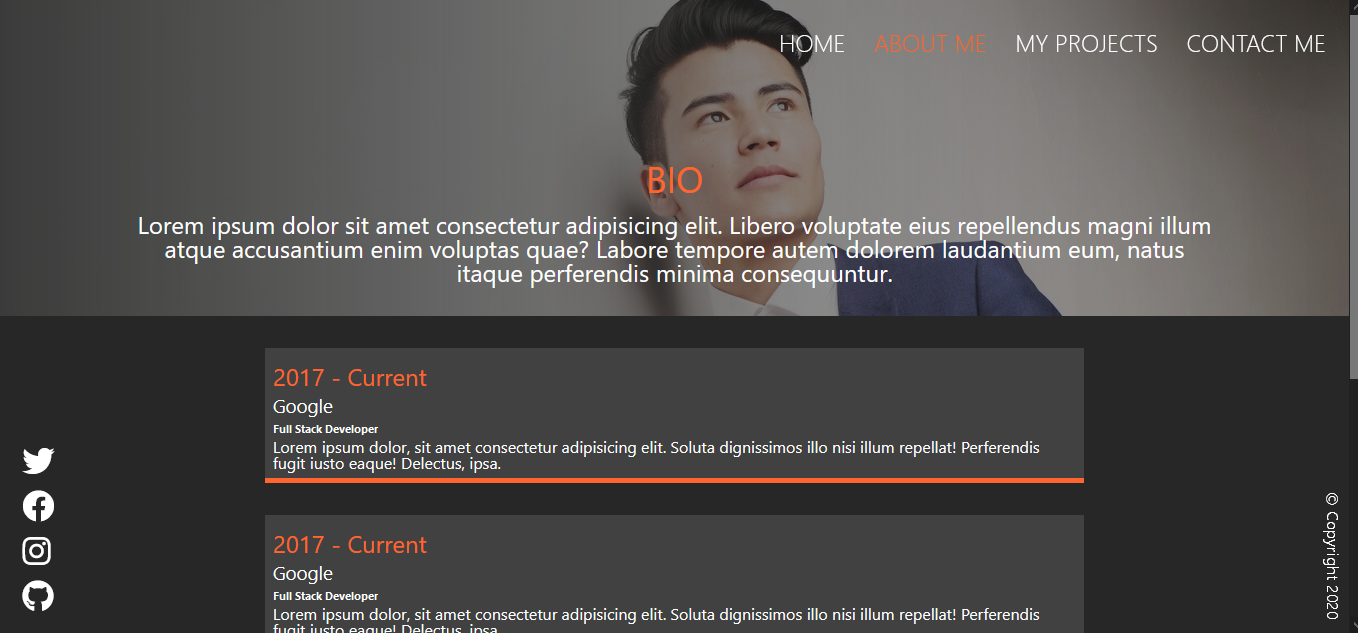 HOME ABOUT ME MY PROJECTS CONTACT ME
BIO
Lorem ipsum dolor sit amet consectetur adipisicing elit. Libero voluptate eius repellendus magni illum
atque accusantium enim voluptas quae? Labore tempore autem dolorem laudantium eum, natus
itaque perferendis minima consequuntur.
2017 - Current
Google
Full Stack Developer
Lorem ipsum dolor, sit amet consectetur adipisicing elit. Soluta dignissimos illo nisi illum repellat! Perferendis
fugit iusto eaque! Delectus, ipsa.
2017 - Current
Google
Full Stack Developer
Lorem ipsum dolor, sit amet consectetur adipisicing elit. Soluta dignissimos illo nisi illum repellat! Perferendis
fugit iusto eaque! Delectus, ipsa.
© Copyright 2020